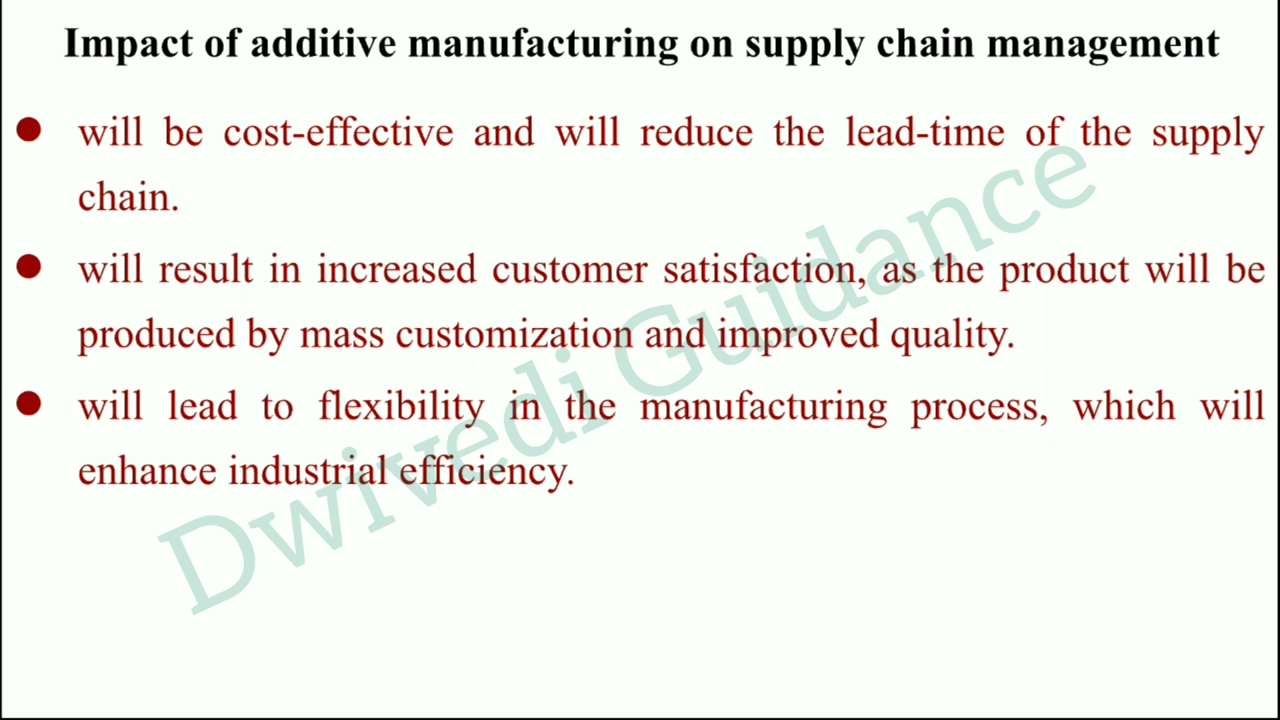 Impact of additive manufacturing on supply chain management
● will be cost-effective and will reduce the lead-time of the supply
chain.
● will result in increased customer satisfaction, as the product will be
produced by mass customization and improved quality.
● will lead to flexibility in the manufacturing process, which will
enhance industrial efficiency.
Dwivedi Guidance